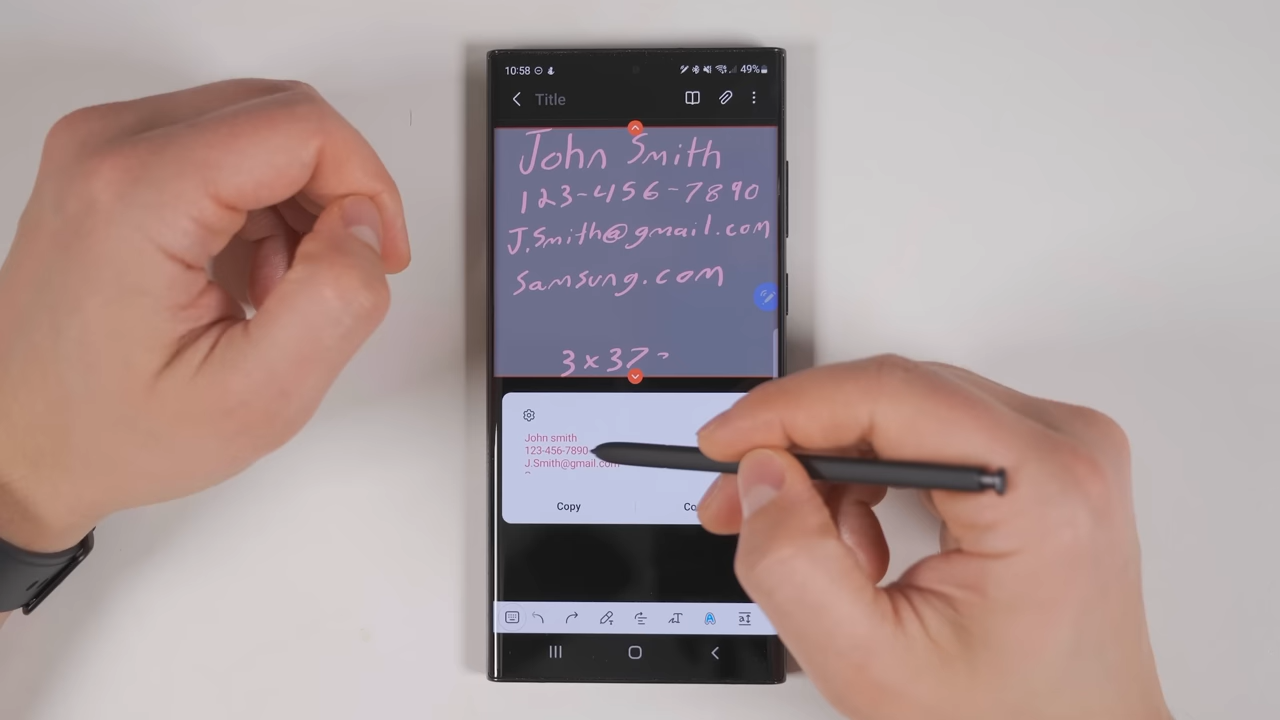 10:58 49%
Title
John Smith
123-456-7890
J.Smith@gmail.com
Samsung.com
3x37=
John smith
123-456-7890
J.Smith@gmail.com
Copy